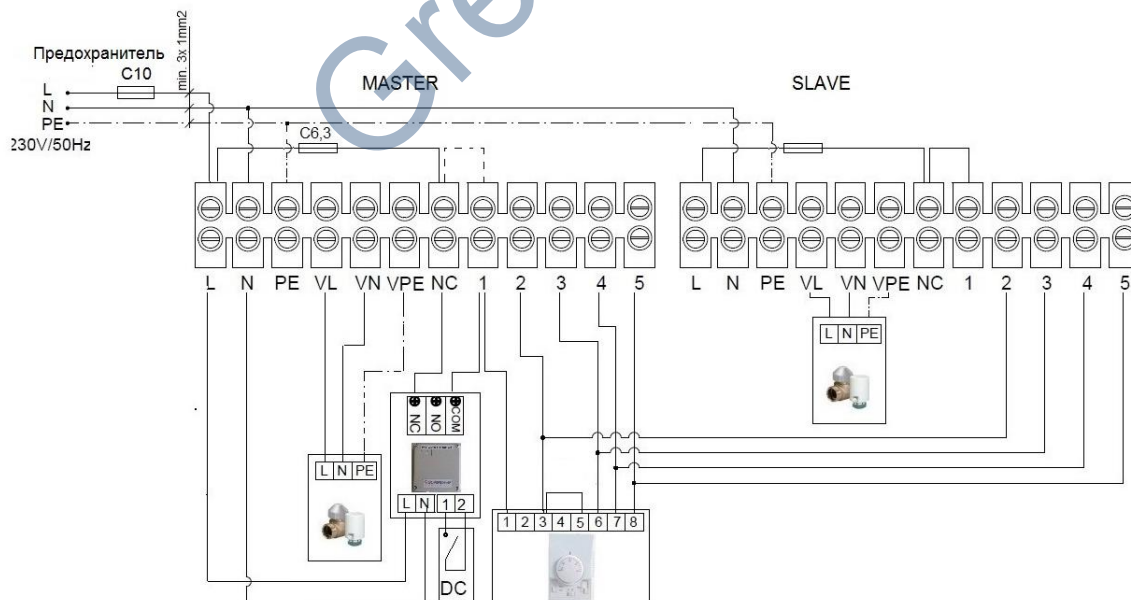 Gre
Предохранитель
C10
min. 3x 1mm2
MASTER
SLAVE
L
N
PE
230V/50Hz
C6,3
L N PE VL VN VPE NC 1 2 3 4 5
L N PE VL VN VPE NC 1 2 3 4 5
L N PE
NC NO COM
L N PE
L N 1 2
1 2 3 4 5 6 7 8
DC